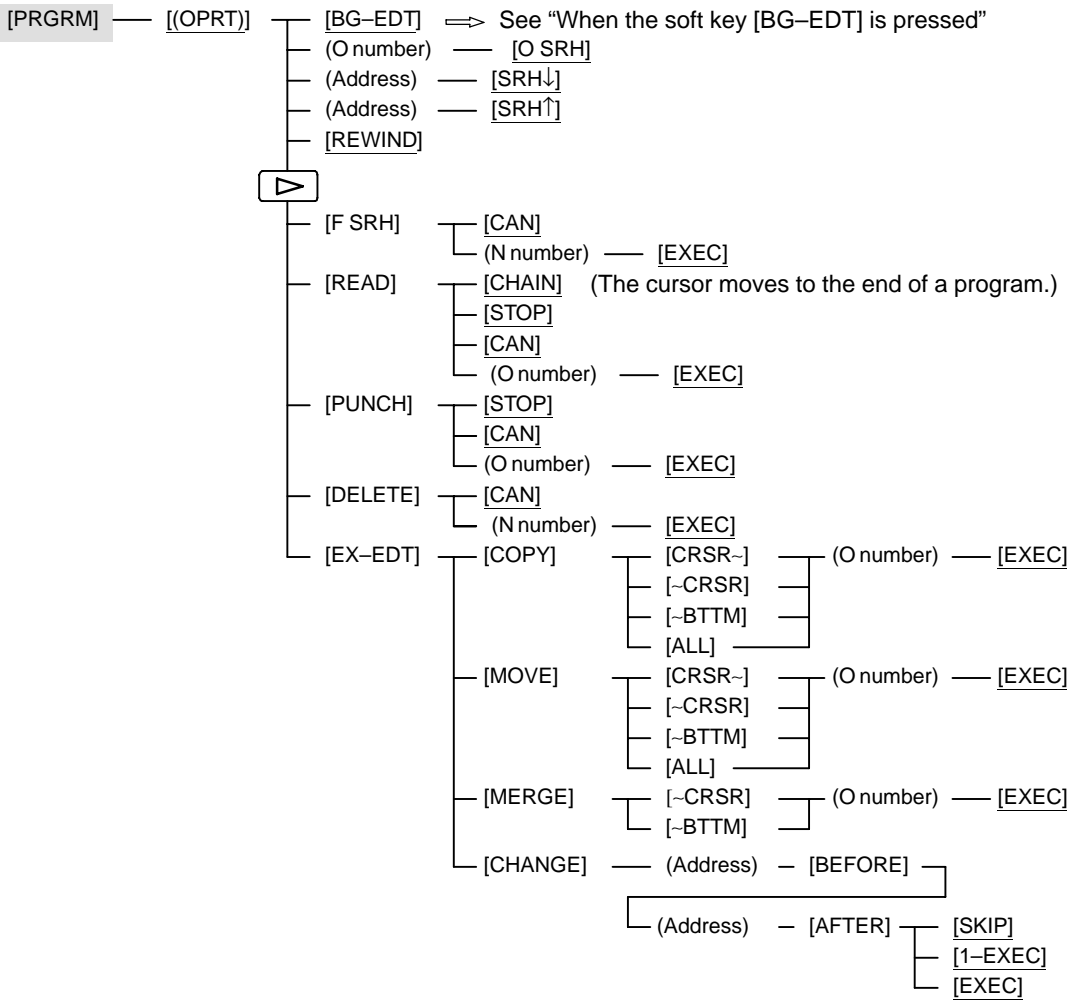 [PRGRM] [(OPRT)] [BG–EDT] ⟹ See “When the soft key [BG–EDT] is pressed”
(O number) [O SRH]
(Address) [SRH↓]
(Address) [SRH↑]
[REWIND]
[F SRH] [CAN]
(N number) [EXEC]
[READ] [CHAIN] (The cursor moves to the end of a program.)
[STOP]
[CAN]
(O number) [EXEC]
[PUNCH] [STOP]
[CAN]
(O number) [EXEC]
[DELETE] [CAN]
(N number) [EXEC]
[EX–EDT] [COPY] [CRSR~] (O number) [EXEC]
[~CRSR]
[~BTTM]
[ALL]
[MOVE] [CRSR~] (O number) [EXEC]
[~CRSR]
[~BTTM]
[ALL]
[MERGE] [~CRSR] (O number) [EXEC]
[~BTTM]
[CHANGE] (Address) [BEFORE]
(Address) [AFTER] [SKIP]
[1–EXEC]
[EXEC]